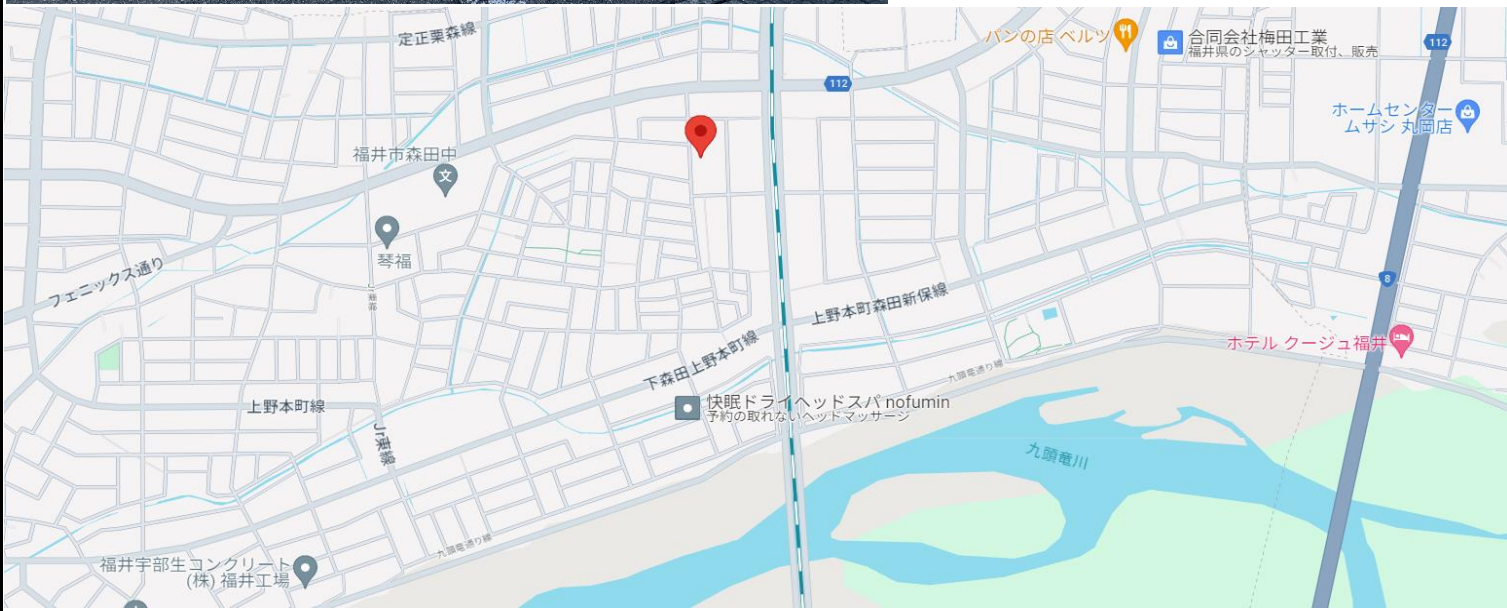 定正栗森線
パンの店 ベルツ
合同会社梅田工業
福井県のシャッター取付、販売
112
112
ホームセンター
ムサシ 丸岡店
福井市森田中
文
琴福
フェニックス通り
上野本町森田新保線
8
下森田上野本町線
ホテル クージュ福井
九頭竜通り線
快眠ドライヘッドスパ nofumin
予約の取れないヘッドマッサージ
上野本町線
Jr東線
九頭竜川
九頭竜通り線
福井宇部生コンクリート
(株) 福井工場